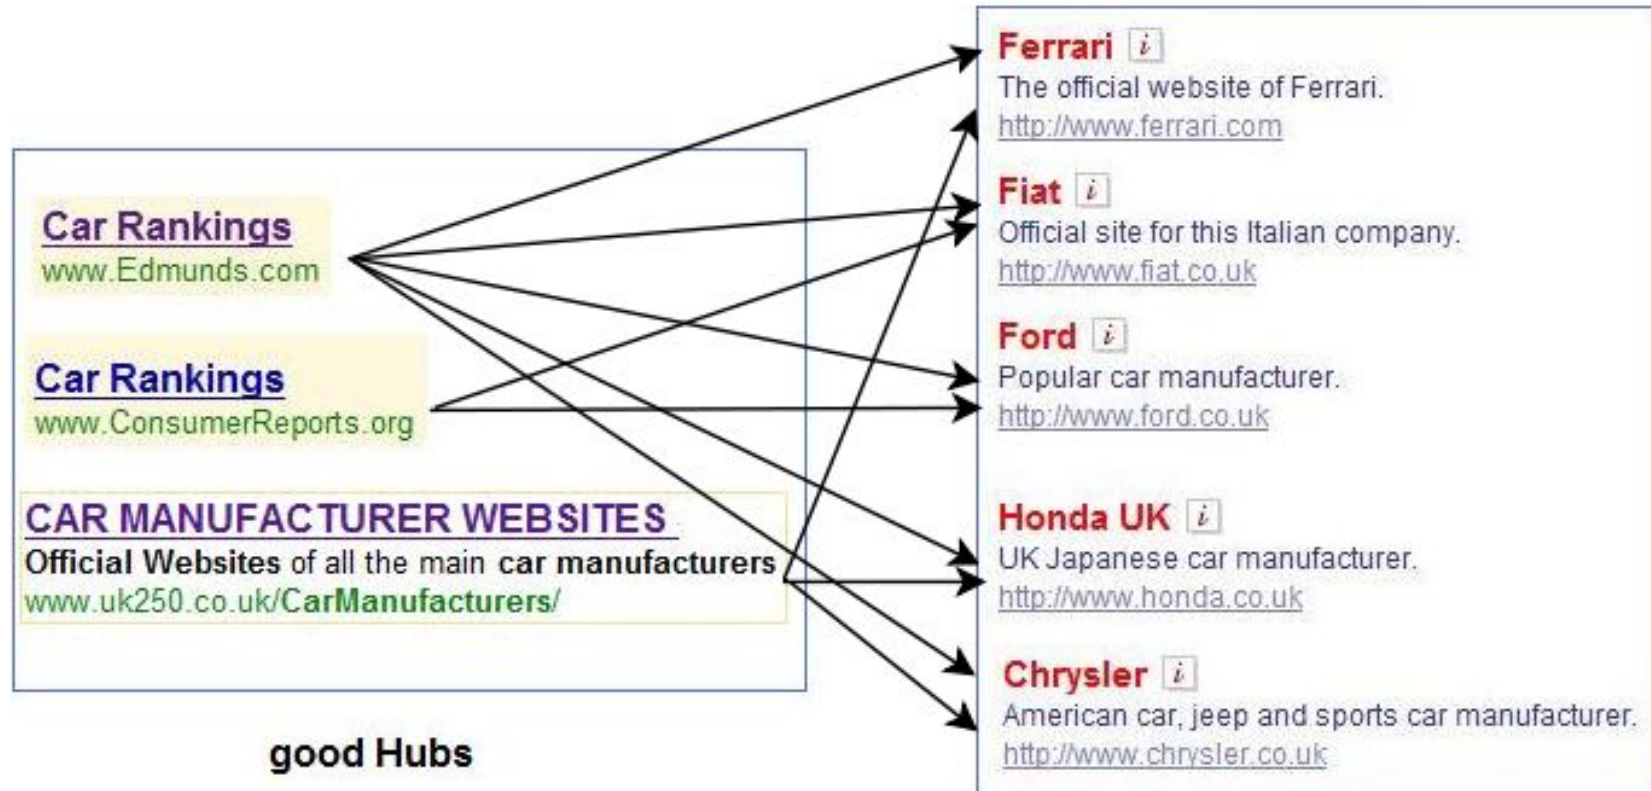 Car Rankings
www.Edmunds.com
Car Rankings
www.ConsumerReports.org
CAR MANUFACTURER WEBSITES
Official Websites of all the main car manufacturers
www.uk250.co.uk/CarManufacturers/
good Hubs
Ferrari i
The official website of Ferrari.
http://www.ferrari.com
Fiat i
Official site for this Italian company.
http://www.fiat.co.uk
Ford i
Popular car manufacturer.
http://www.ford.co.uk
Honda UK i
UK Japanese car manufacturer.
http://www.honda.co.uk
Chrysler i
American car, jeep and sports car manufacturer.
http://www.chrysler.co.uk